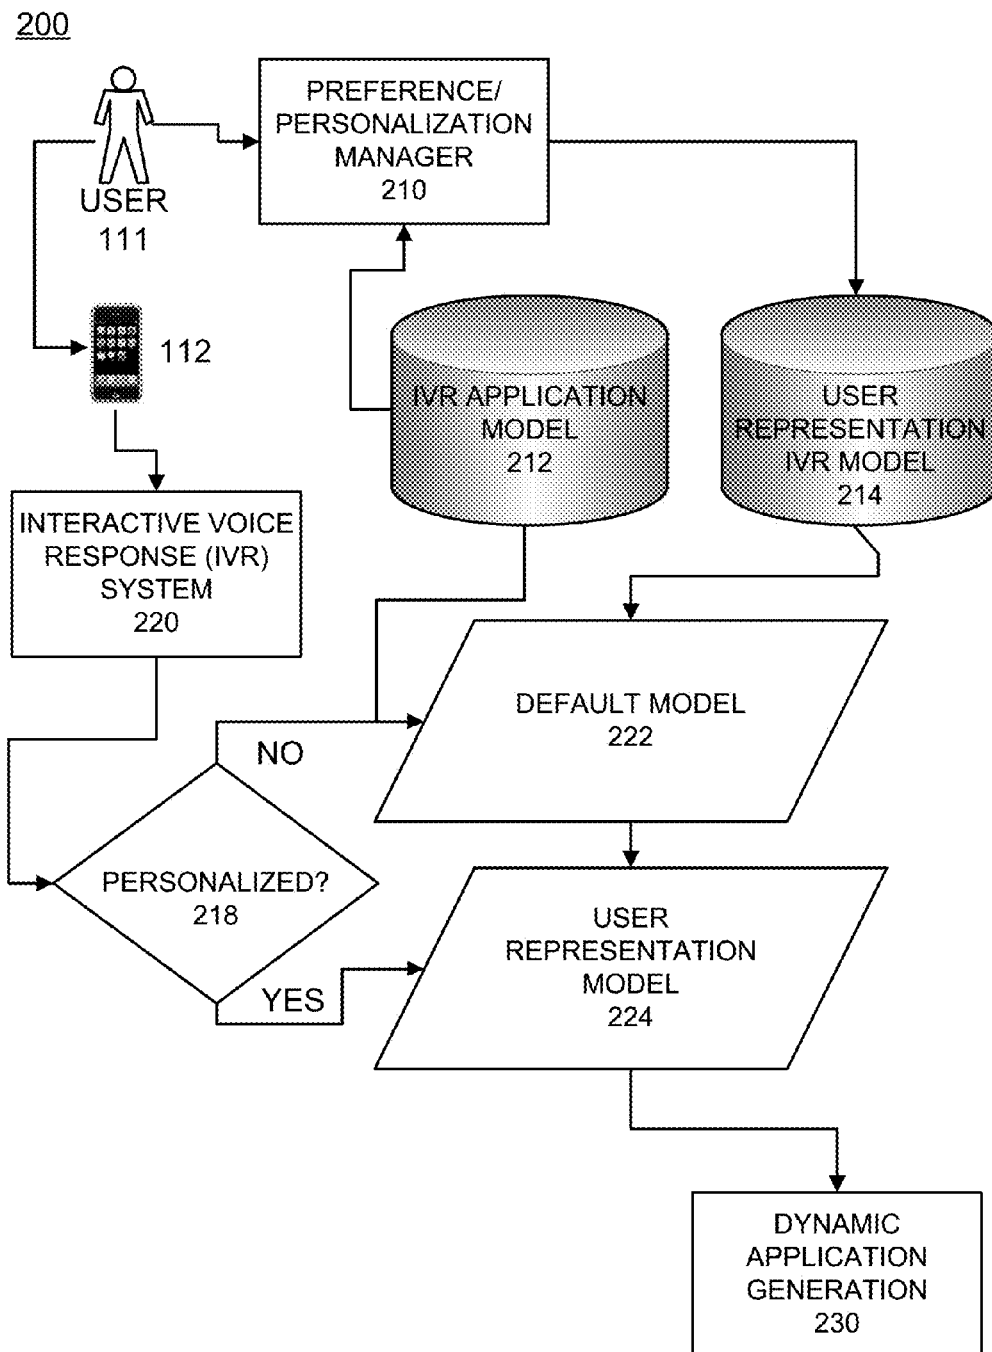 200
PREFERENCE/
PERSONALIZATION
MANAGER
210
USER
111
112
IVR APPLICATION
MODEL
212
USER
REPRESENTATION
IVR MODEL
214
INTERACTIVE VOICE
RESPONSE (IVR)
SYSTEM
220
DEFAULT MODEL
222
NO
PERSONALIZED?
218
YES
USER
REPRESENTATION
MODEL
224
DYNAMIC
APPLICATION
GENERATION
230